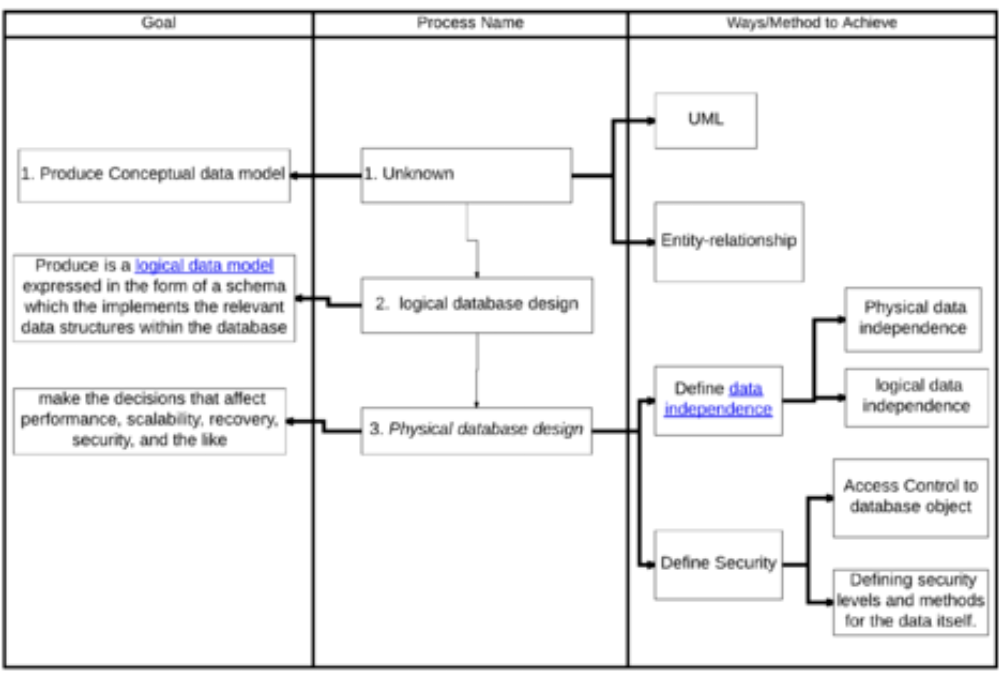 Goal
Process Name
Ways/Method to Achieve
UML
1. Produce Conceptual data model
1. Unknown
Entity-relationship
Produce is a logical data model
expressed in the form of a schema
which the implements the relevant
data structures within the database
2. logical database design
Physical data
independence
make the decisions that affect
performance, scalability, recovery,
security, and the like
3. Physical database design
Define data
independence
logical data
independence
Access Control to
database object
Define Security
Defining security
levels and methods
for the data itself.